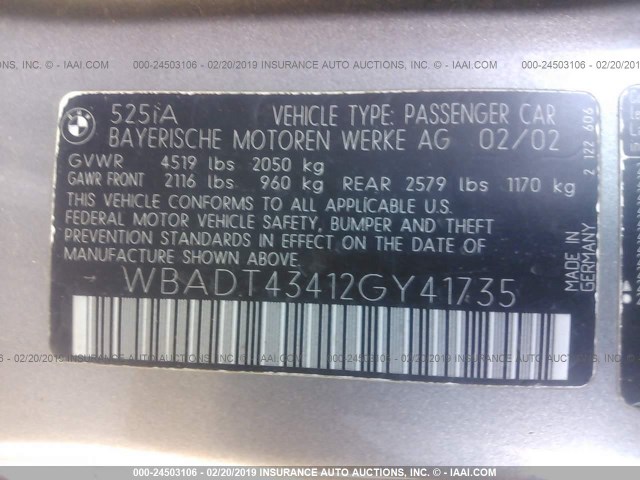 000-24503106 - 02/20/2019 INSURANCE AUTO AUCTIONS, INC. - © IAAI.COM
BMW
525iA VEHICLE TYPE: PASSENGER CAR
BAYERISCHE MOTOREN WERKE AG 02/02
GVWR 4519 lbs 2050 kg
GAWR FRONT 2116 lbs 960 kg REAR 2579 lbs 1170 kg
THIS VEHICLE CONFORMS TO ALL APPLICABLE U.S.
FEDERAL MOTOR VEHICLE SAFETY, BUMPER AND THEFT
PREVENTION STANDARDS IN EFFECT ON THE DATE OF
MANUFACTURE SHOWN ABOVE.
WBADT43412GY41735
MADE IN
GERMANY
2 122 606
000-24503106 - 02/20/2019 INSURANCE AUTO AUCTIONS, INC. - © IAAI.COM